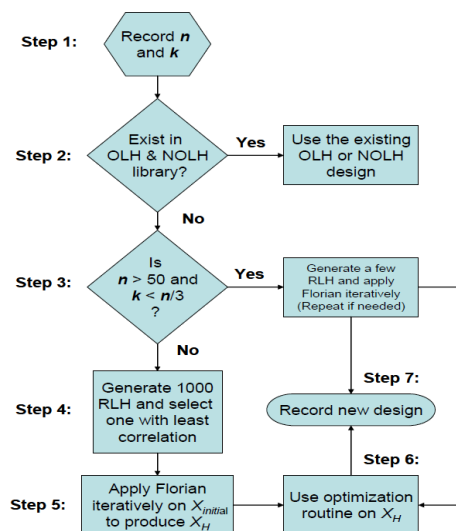 Step 1:
Record n
and k
Step 2:
Exist in
OLH & NOLH
library?
Yes
Use the existing
OLH or NOLH
design
No
Step 3:
Is
n > 50 and
k < n/3
?
Yes
Generate a few
RLH and apply
Florian iteratively
(Repeat if needed)
No
Step 4:
Generate 1000
RLH and select
one with least
correlation
Step 7:
Record new design
Step 6:
Step 5:
Apply Florian
iteratively on Xinitial
to produce XH
Use optimization
routine on XH